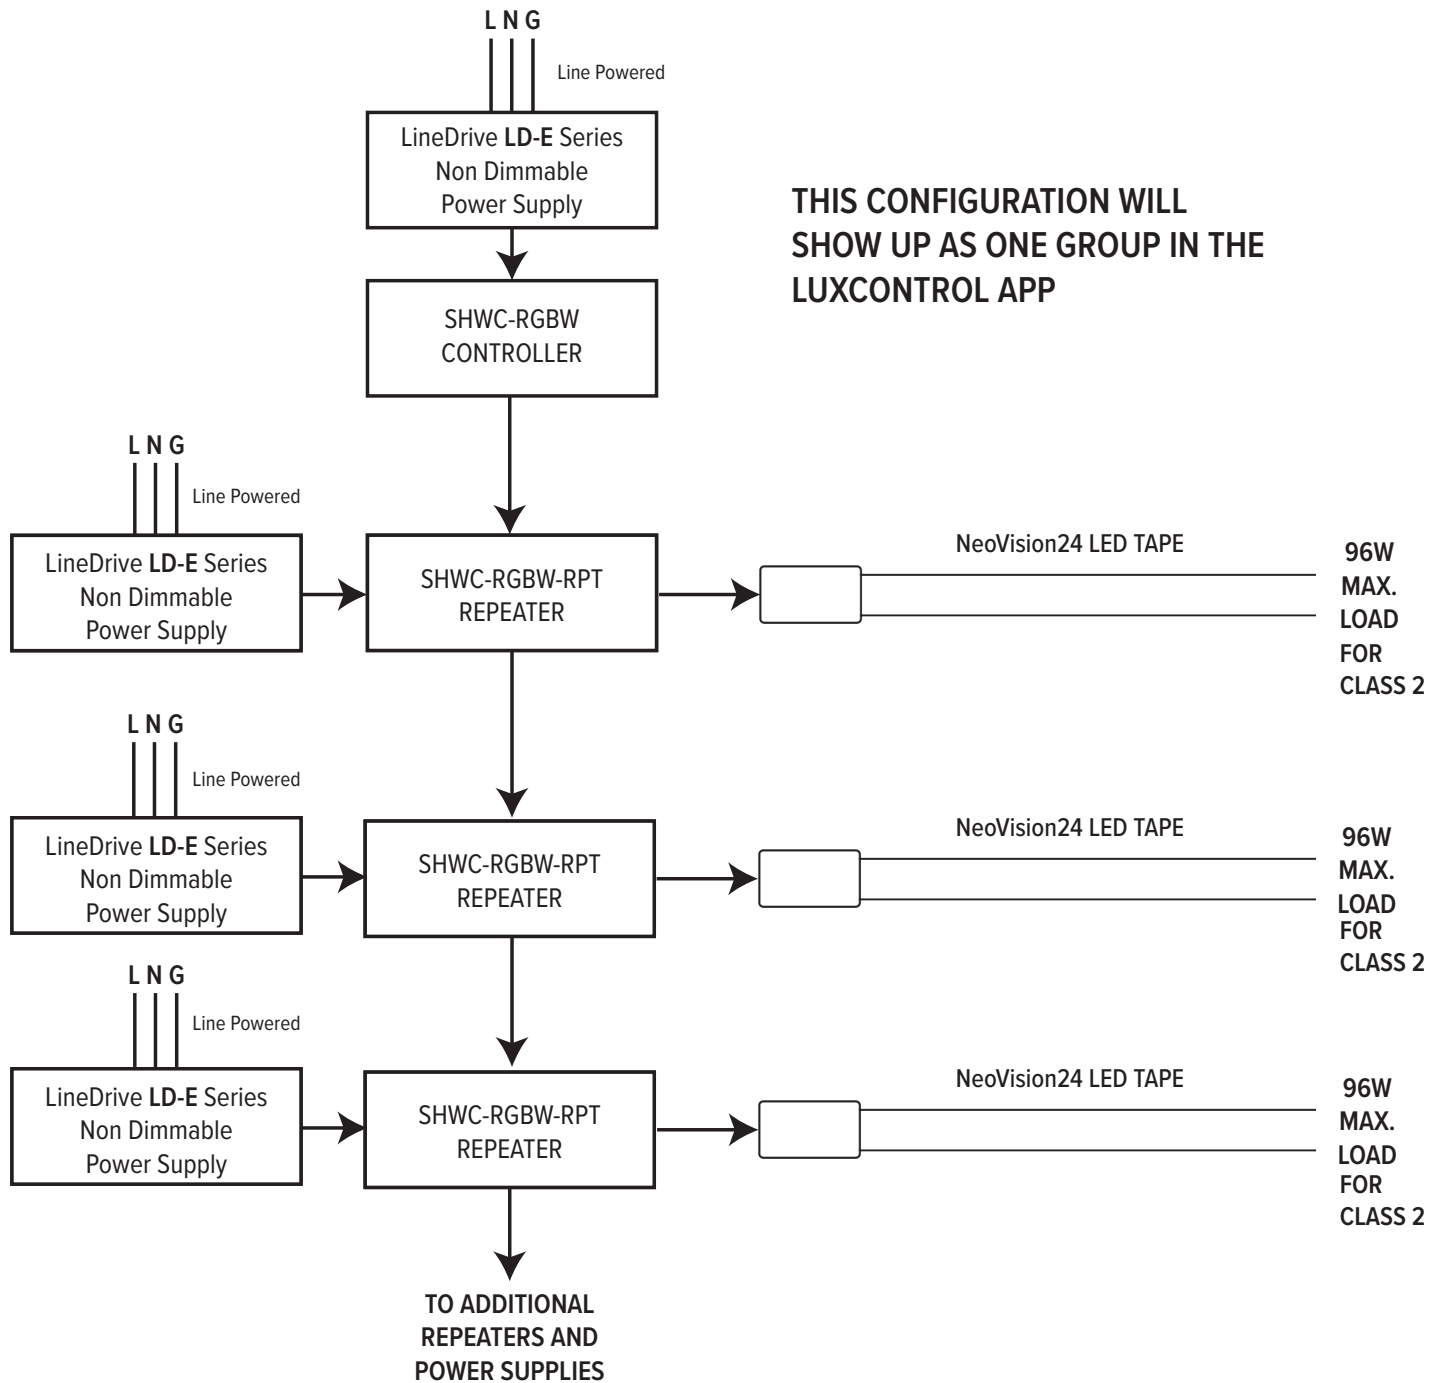 L N G
Line Powered
LineDrive LD-E Series
Non Dimmable
Power Supply
THIS CONFIGURATION WILL
SHOW UP AS ONE GROUP IN THE
LUXCONTROL APP
SHWC-RGBW
CONTROLLER
L N G
Line Powered
LineDrive LD-E Series
Non Dimmable
Power Supply
SHWC-RGBW-RPT
REPEATER
NeoVision24 LED TAPE
96W
MAX.
LOAD
FOR
CLASS 2
L N G
Line Powered
LineDrive LD-E Series
Non Dimmable
Power Supply
SHWC-RGBW-RPT
REPEATER
NeoVision24 LED TAPE
96W
MAX.
LOAD
FOR
CLASS 2
L N G
Line Powered
LineDrive LD-E Series
Non Dimmable
Power Supply
SHWC-RGBW-RPT
REPEATER
NeoVision24 LED TAPE
96W
MAX.
LOAD
FOR
CLASS 2
TO ADDITIONAL
REPEATERS AND
POWER SUPPLIES